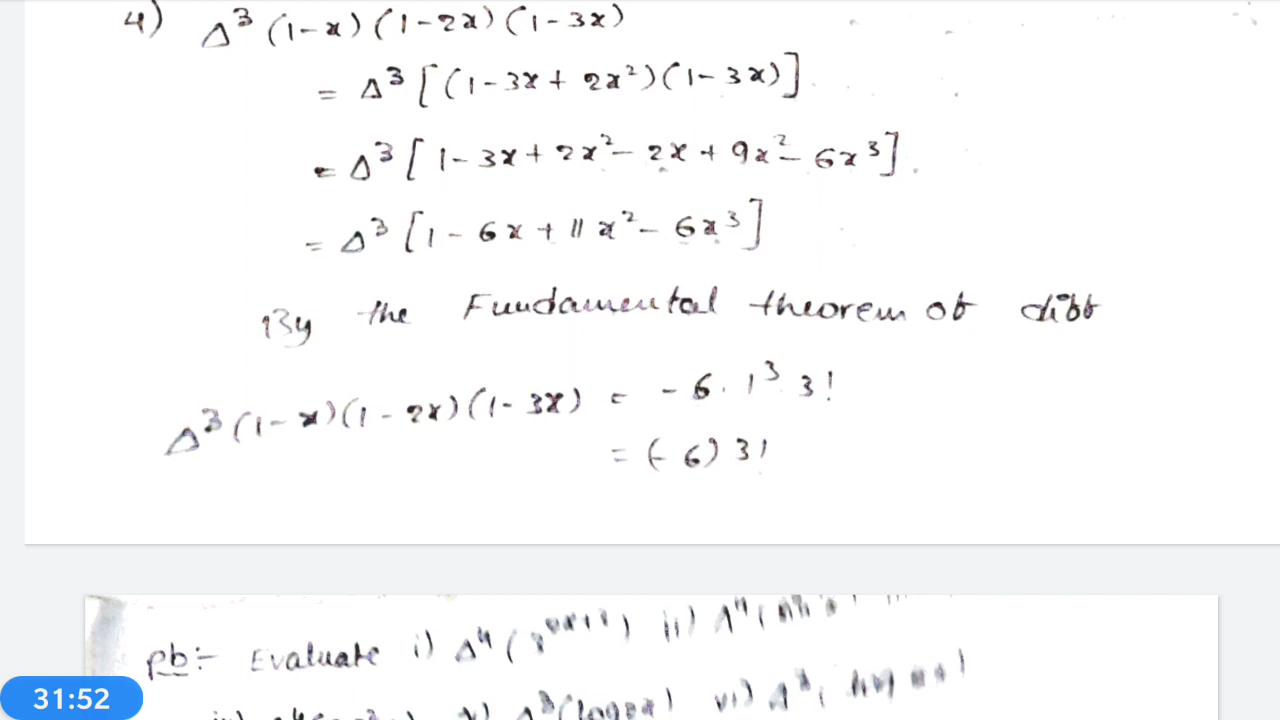 4) Δ³ (1-x) (1-2x) (1-3x)
= Δ³ [(1-3x + 2x²)(1-3x)]
= Δ³ [1-3x+2x²- 2x + 9x²- 6x³]
= Δ³ [1 - 6x + 11x² - 6x³]
By the Fundamental theorem of diff
Δ³(1-x)(1-2x)(1-3x) = -6. 1³ 3!
= (-6) 3!
pb:- Evaluate i) Δ⁴ ( ii) Δ
31:52